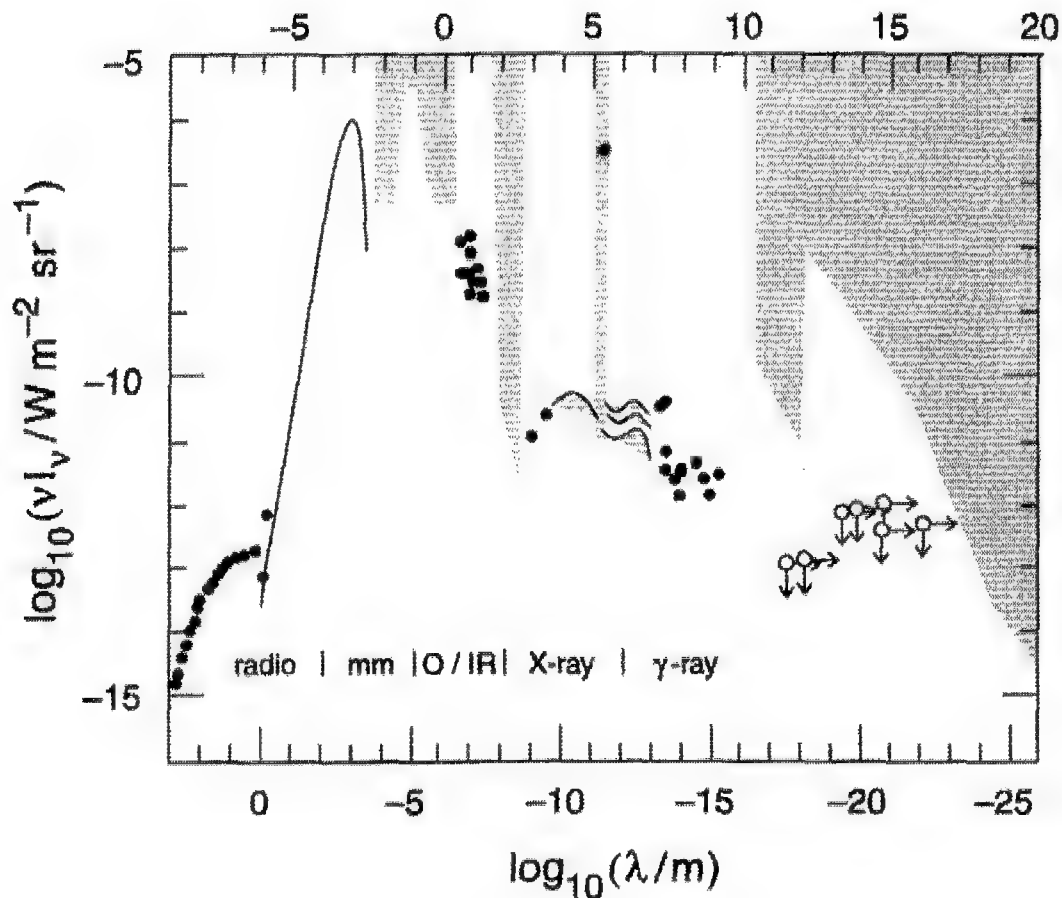 −5 0 5 10 15 20
−5
−10
−15
log₁₀(νI_ν/W m⁻² sr⁻¹)
radio | mm | O / IR | X-ray | γ-ray
0 −5 −10 −15 −20 −25
log₁₀(λ/m)